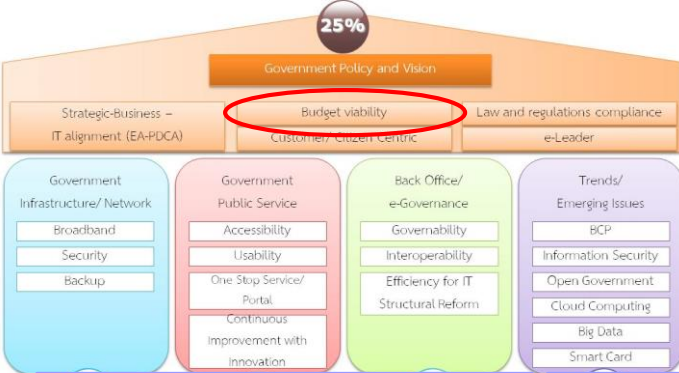 25%
Government Policy and Vision
Strategic-Business –
IT alignment (EA-PDCA)
Budget viability
Customer/ Citizen Centric
Law and regulations compliance
e-Leader
Government
Infrastructure/ Network
Broadband
Security
Backup
Government
Public Service
Accessibility
Usability
One Stop Service/
Portal
Continuous
Improvement with
Innovation
Back Office/
e-Governance
Governability
Interoperability
Efficiency for IT
Structural Reform
Trends/
Emerging Issues
BCP
Information Security
Open Government
Cloud Computing
Big Data
Smart Card